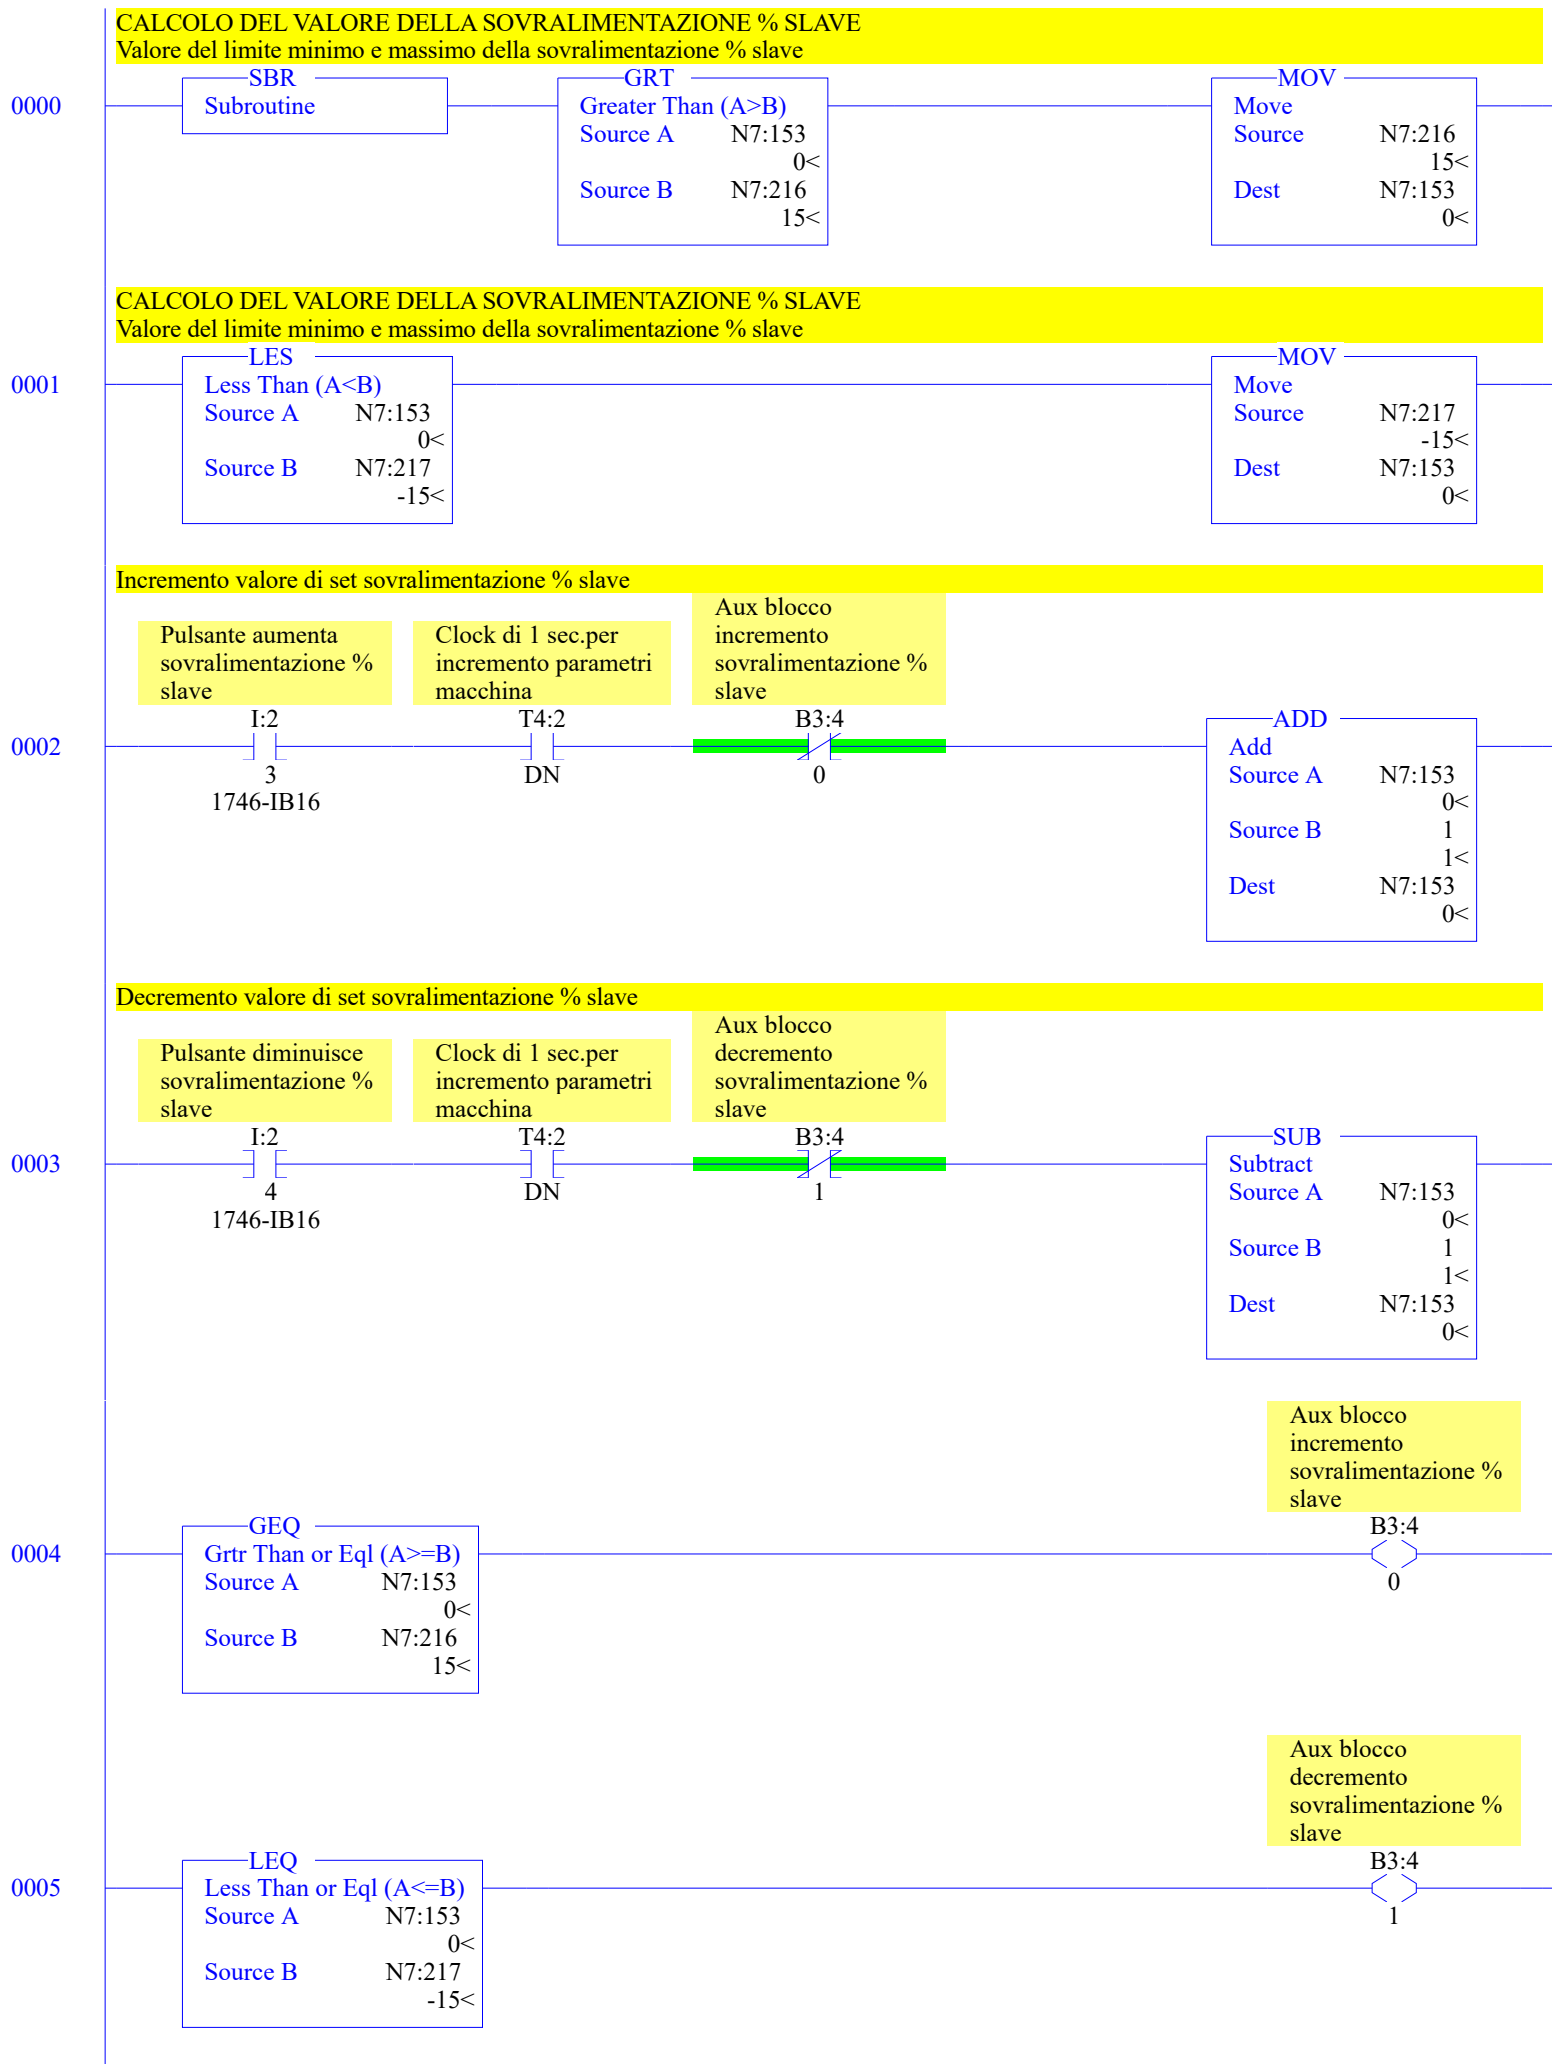 CALCOLO DEL VALORE DELLA SOVRALIMENTAZIONE % SLAVE
Valore del limite minimo e massimo della sovralimentazione % slave
0000
SBR
Subroutine
GRT
Greater Than (A>B)
Source A N7:153
0<
Source B N7:216
15<
MOV
Move
Source N7:216
15<
Dest N7:153
0<
CALCOLO DEL VALORE DELLA SOVRALIMENTAZIONE % SLAVE
Valore del limite minimo e massimo della sovralimentazione % slave
0001
LES
Less Than (A<B)
Source A N7:153
0<
Source B N7:217
-15<
MOV
Move
Source N7:217
-15<
Dest N7:153
0<
Incremento valore di set sovralimentazione % slave
0002
Pulsante aumenta
sovralimentazione %
slave
I:2
3
1746-IB16
Clock di 1 sec.per
incremento parametri
macchina
T4:2
DN
Aux blocco
incremento
sovralimentazione %
slave
B3:4
0
ADD
Add
Source A N7:153
0<
Source B 1
1<
Dest N7:153
0<
Decremento valore di set sovralimentazione % slave
0003
Pulsante diminuisce
sovralimentazione %
slave
I:2
4
1746-IB16
Clock di 1 sec.per
incremento parametri
macchina
T4:2
DN
Aux blocco
decremento
sovralimentazione %
slave
B3:4
1
SUB
Subtract
Source A N7:153
0<
Source B 1
1<
Dest N7:153
0<
0004
GEQ
Grtr Than or Eql (A>=B)
Source A N7:153
0<
Source B N7:216
15<
Aux blocco
incremento
sovralimentazione %
slave
B3:4
0
0005
LEQ
Less Than or Eql (A<=B)
Source A N7:153
0<
Source B N7:217
-15<
Aux blocco
decremento
sovralimentazione %
slave
B3:4
1